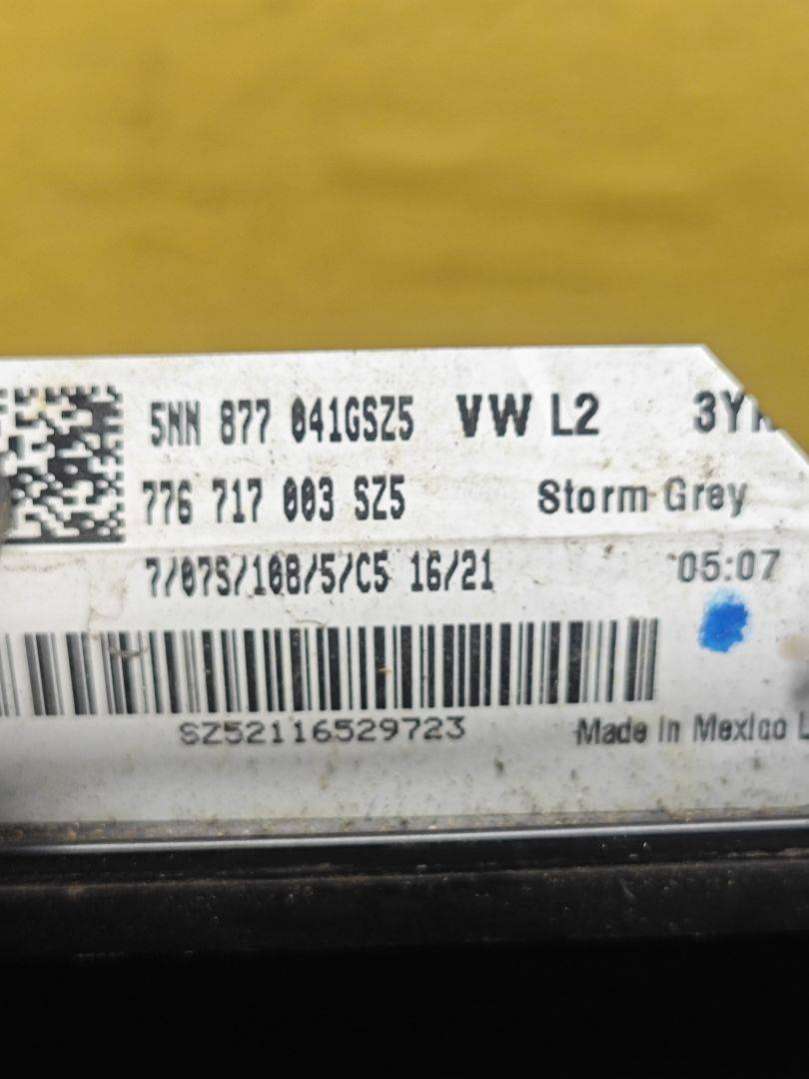 5NN 877 041GSZ5 VW L2
776 717 003 SZ5 Storm Grey
7/07S/108/5/C5 16/21 05:07
SZ52116529723 Made in Mexico